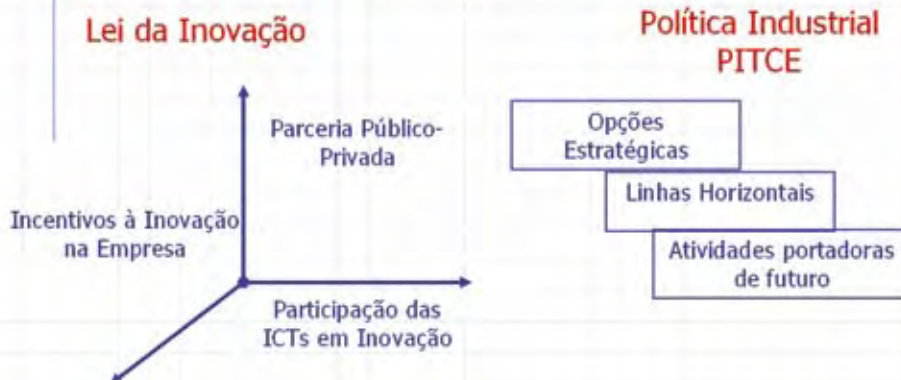 Lei da Inovação
Parceria Público-
Privada
Incentivos à Inovação
na Empresa
Participação das
ICTs em Inovação
Política Industrial
PITCE
Opções
Estratégicas
Linhas Horizontais
Atividades portadoras
de futuro